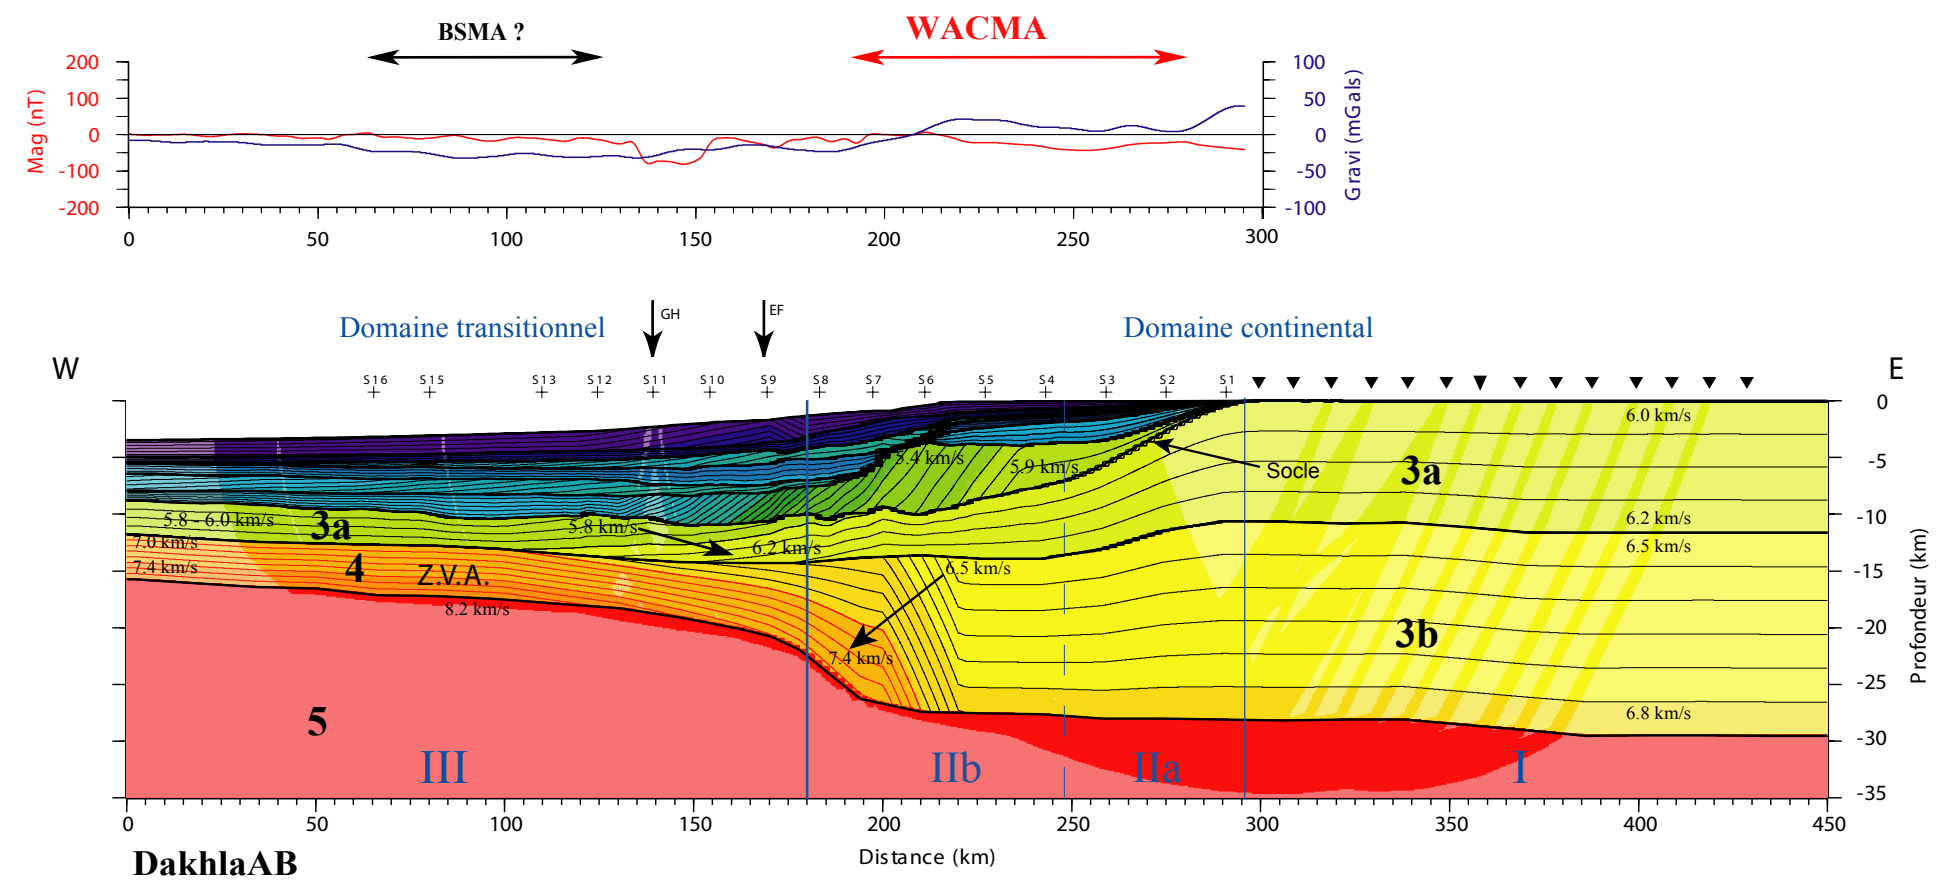 BSMA ?
WACMA
200
100
0
-100
-200
Mag (nT)
100
50
0
-50
-100
Gravi (mGals)
0 50 100 150 200 250 300
GH
EF
Domaine transitionnel
Domaine continental
W
E
S16 S15 S13 S12 S11 S10 S9 S8 S7 S6 S5 S4 S3 S2 S1
0
-5
-10
-15
-20
-25
-30
-35
Profondeur (km)
6.0 km/s
5.4 km/s
5.9 km/s
Socle
3a
5.8 - 6.0 km/s
3a
5.8 km/s
6.2 km/s
6.2 km/s
7.0 km/s
6.5 km/s
7.4 km/s
4
Z.V.A.
6.5 km/s
8.2 km/s
3b
7.4 km/s
6.8 km/s
5
III
IIb
IIa
I
0 50 100 150 200 250 300 350 400 450
Distance (km)
DakhlaAB